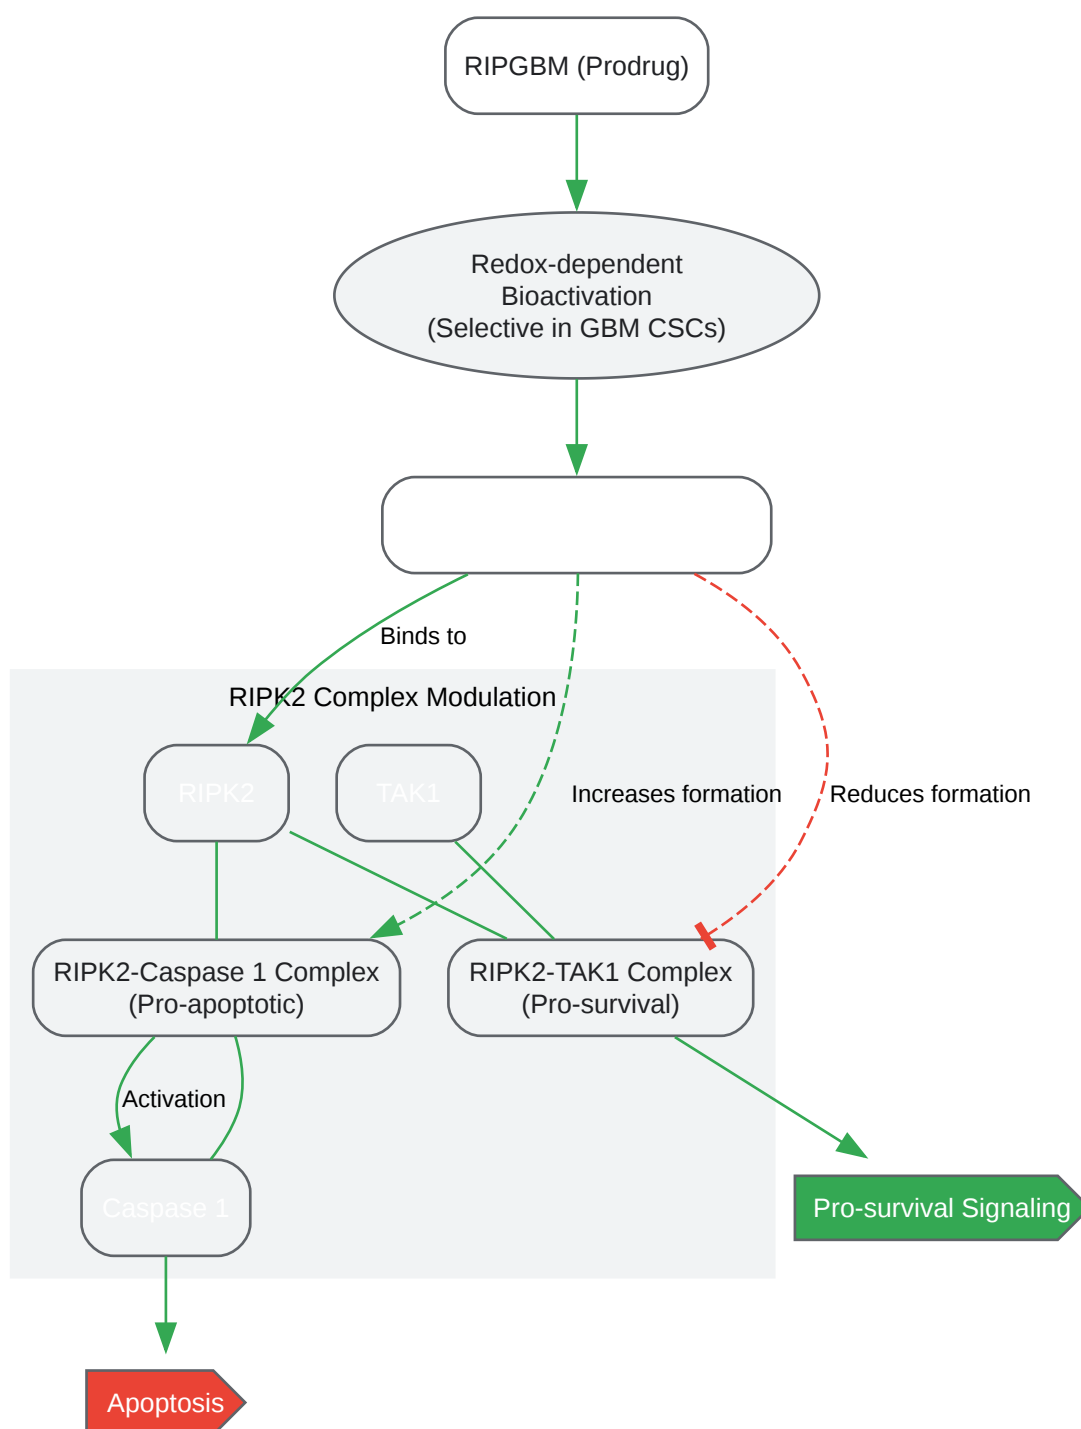 RIPGBM (Prodrug)
Redox-dependent
Bioactivation
(Selective in GBM CSCs)
Binds to
RIPK2 Complex Modulation
RIPK2
TAK1
Increases formation
Reduces formation
RIPK2-Caspase 1 Complex
(Pro-apoptotic)
RIPK2-TAK1 Complex
(Pro-survival)
Activation
Caspase 1
Pro-survival Signaling
Apoptosis